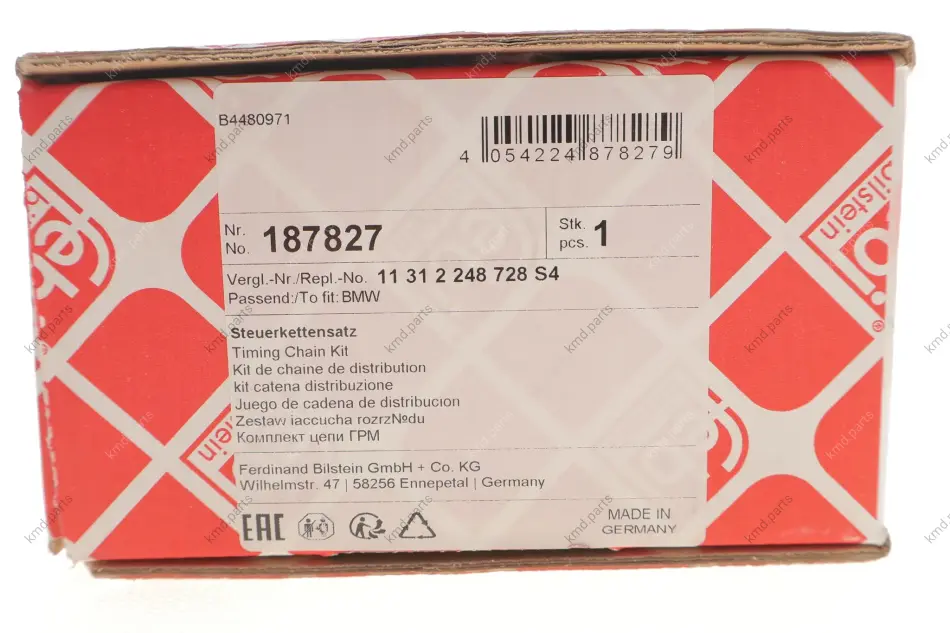 B4480971
4 054224 878279
Nr.
No. 187827
Stk.
pcs. 1
Vergl.-Nr./Repl.-No. 11 31 2 248 728 S4
Passend:/To fit: BMW
Steuerkettensatz
Timing Chain Kit
Kit de chaine de distribution
kit catena distribuzione
Juego de cadena de distribucion
Zestaw iaccucha rozrz№du
Комплект цепи ГРМ
Ferdinand Bilstein GmbH + Co. KG
Wilhelmstr. 47 | 58256 Ennepetal | Germany
EAC
MADE IN
GERMANY
feb
bilstein
bilstein
kmd.parts